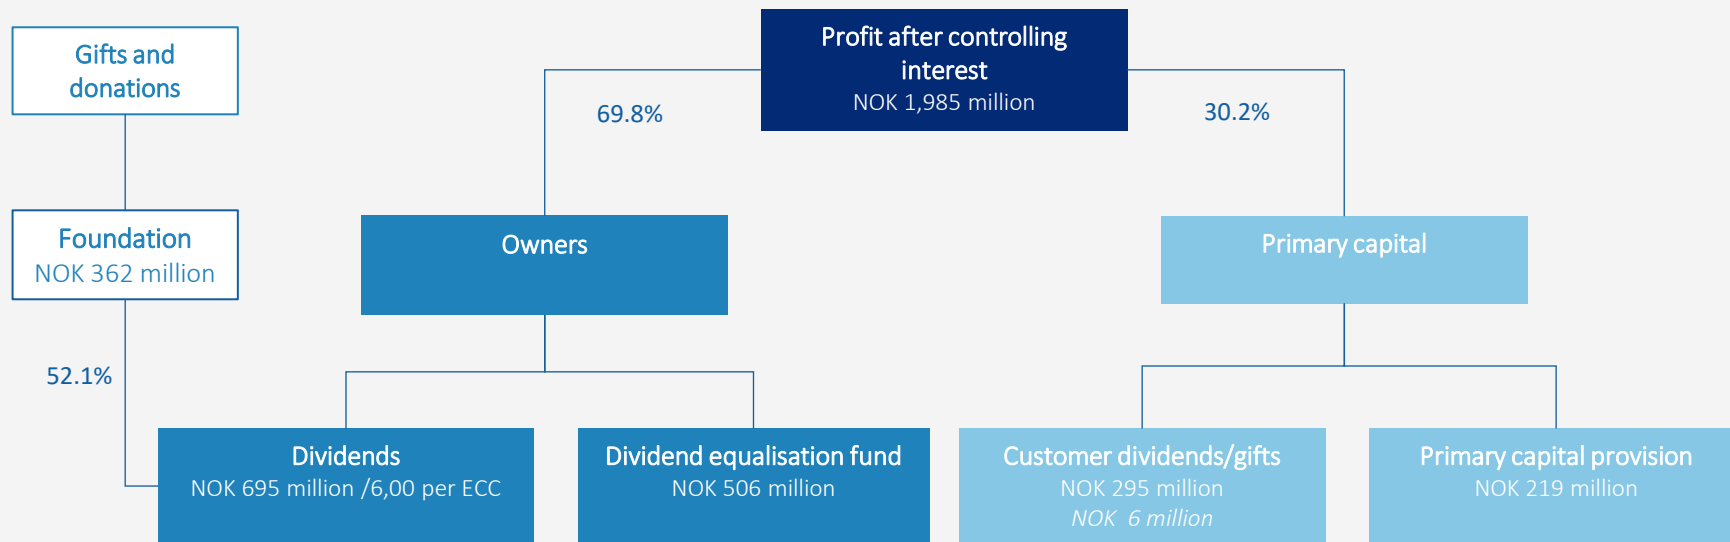 Gifts and
donations
Profit after controlling
interest
NOK 1,985 million
69.8%
30.2%
Foundation
NOK 362 million
Owners
Primary capital
52.1%
Dividends
NOK 695 million /6,00 per ECC
Dividend equalisation fund
NOK 506 million
Customer dividends/gifts
NOK 295 million
NOK  6 million
Primary capital provision
NOK 219 million